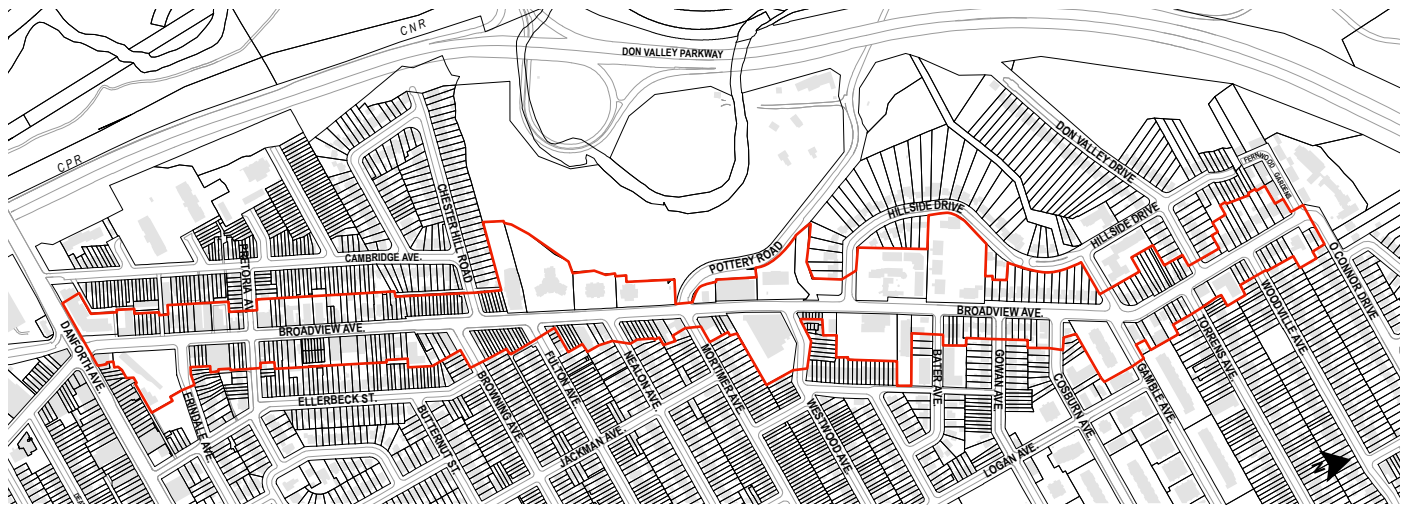 CNR
DON VALLEY PARKWAY
CPR
DON VALLEY DRIVE
FERNWOOD
GARDENS
CHESTER HILL ROAD
HILLSIDE DRIVE
HILLSIDE DRIVE
PRETORIA AV.
CAMBRIDGE AVE.
POTTERY ROAD
O CONNOR DRIVE
WOODVILLE AVE.
BROADVIEW AVE.
BROADVIEW AVE.
DANFORTH AVE.
TORRENS AVE.
ERINDALE AVE.
FULTON AVE.
NEALON AVE.
MORTIMER AVE.
BATER AVE.
GOWAN AVE.
GAMBLE AVE.
BROWNING AVE.
COSBURN AVE.
ELLERBECK ST.
BUTTERNUT ST.
WESTWOOD AVE.
JACKMAN AVE.
LOGAN AVE.
N